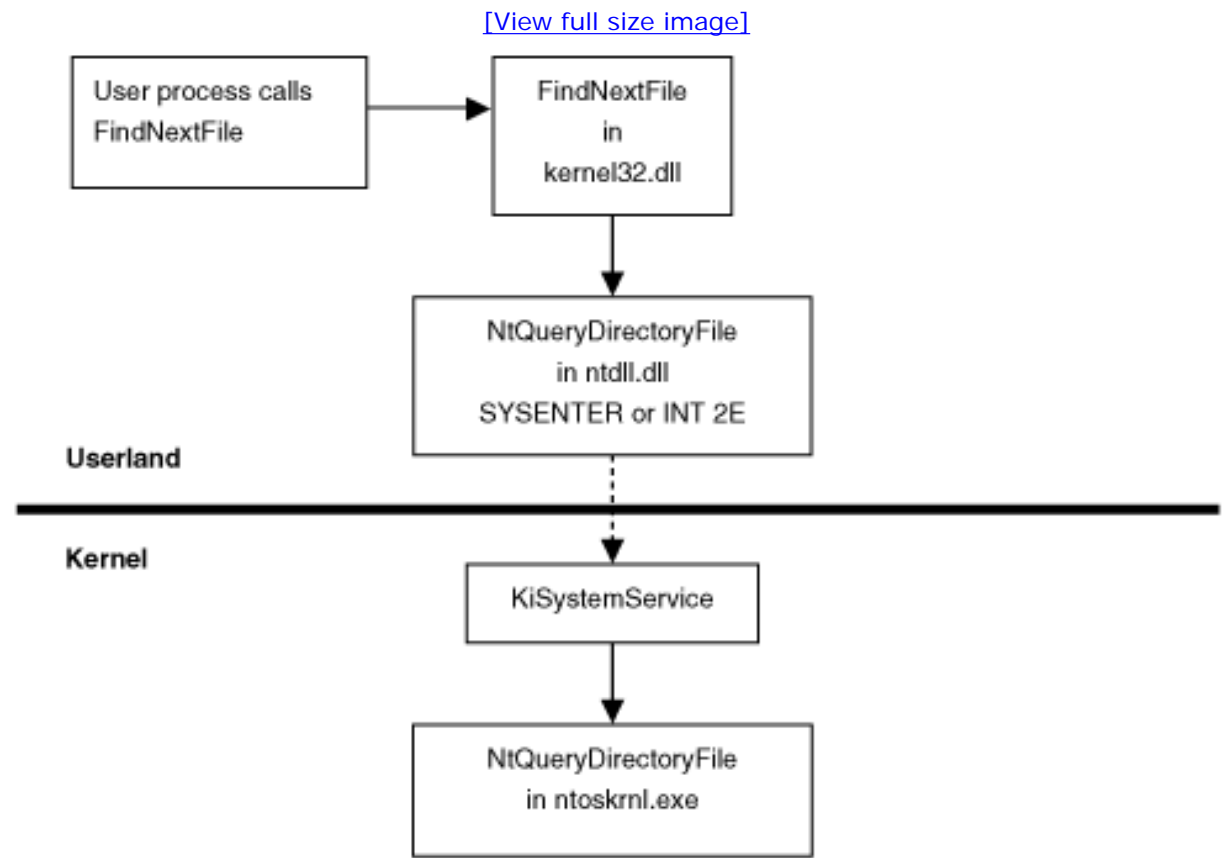 [View full size image]
User process calls
FindNextFile
FindNextFile
in
kernel32.dll
NtQueryDirectoryFile
in ntdll.dll
SYSENTER or INT 2E
Userland
Kernel
KiSystemService
NtQueryDirectoryFile
in ntoskrnl.exe